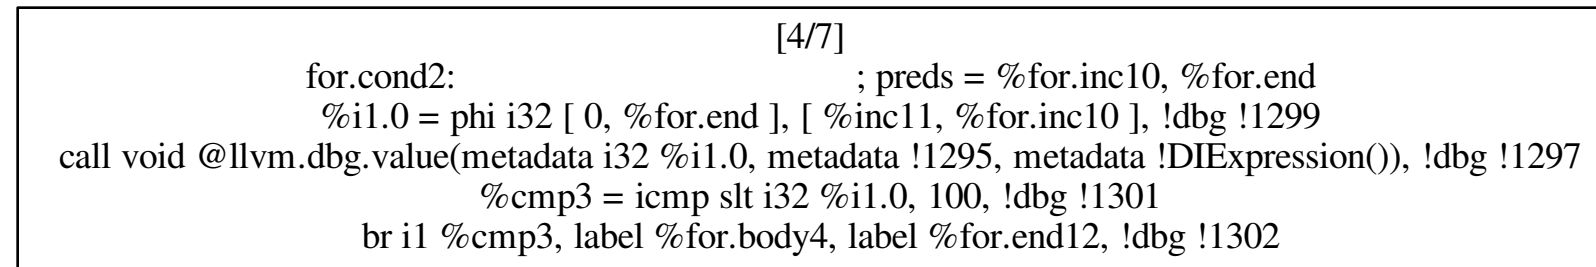 [4/7]
for.cond2: ; preds = %for.inc10, %for.end
%i1.0 = phi i32 [ 0, %for.end ], [ %inc11, %for.inc10 ], !dbg !1299
call void @llvm.dbg.value(metadata i32 %i1.0, metadata !1295, metadata !DIExpression()), !dbg !1297
%cmp3 = icmp slt i32 %i1.0, 100, !dbg !1301
br i1 %cmp3, label %for.body4, label %for.end12, !dbg !1302